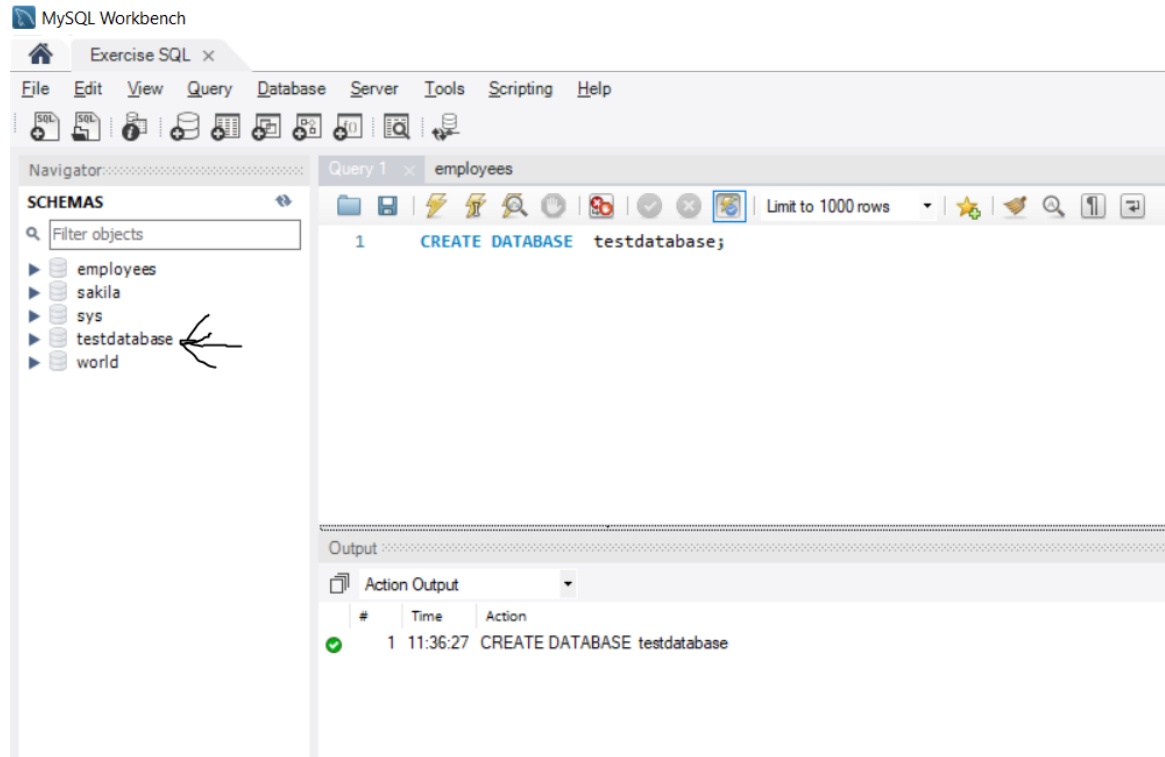 MySQL Workbench
Exercise SQL
File Edit View Query Database Server Tools Scripting Help
SQL SQL
Navigator
Query 1 employees
SCHEMAS
Limit to 1000 rows
Filter objects
1 CREATE DATABASE testdatabase;
employees
sakila
sys
testdatabase
world
Output
Action Output
# Time Action
1 11:36:27 CREATE DATABASE testdatabase